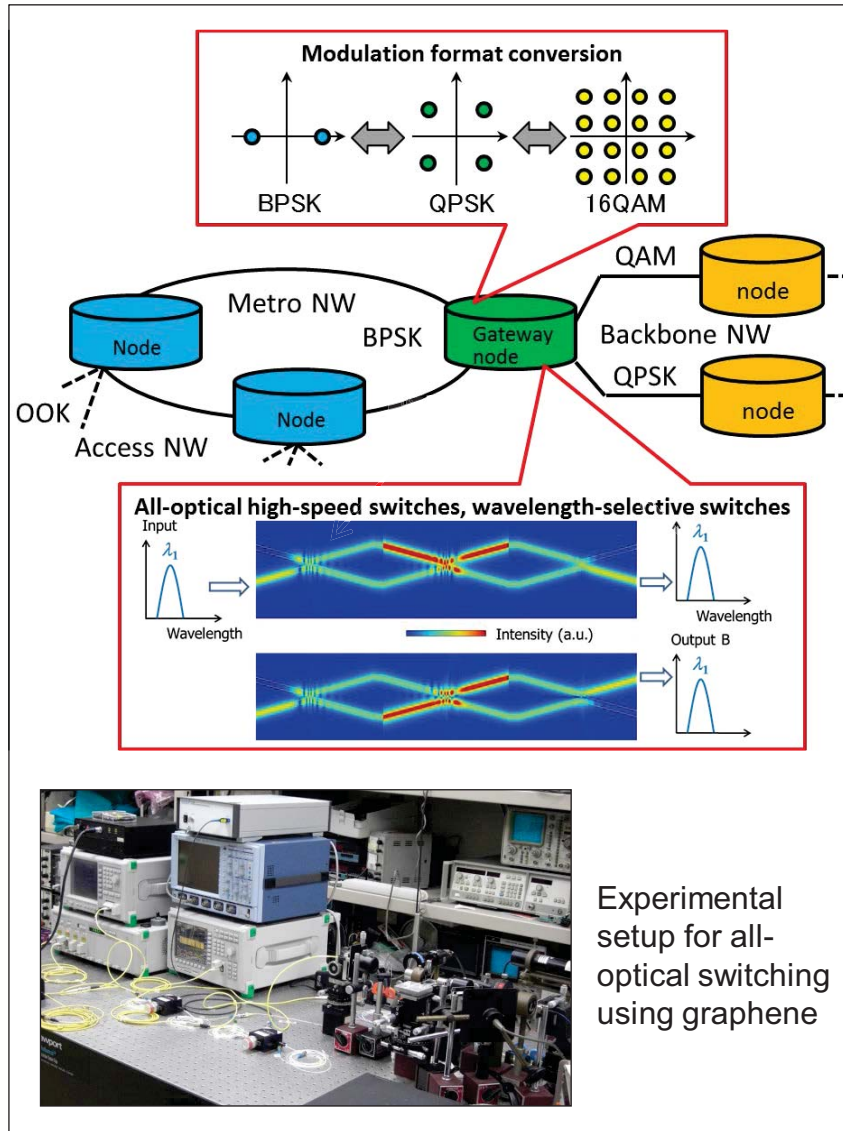 Modulation format conversion
BPSK
QPSK
16QAM
QAM
node
Metro NW
BPSK
Gateway
node
Backbone NW
Node
QPSK
node
OOK
Node
Access NW
All-optical high-speed switches, wavelength-selective switches
Input
λ1
λ1
Wavelength
Wavelength
Intensity (a.u.)
Output B
λ1
Experimental
setup for all-
optical switching
using graphene